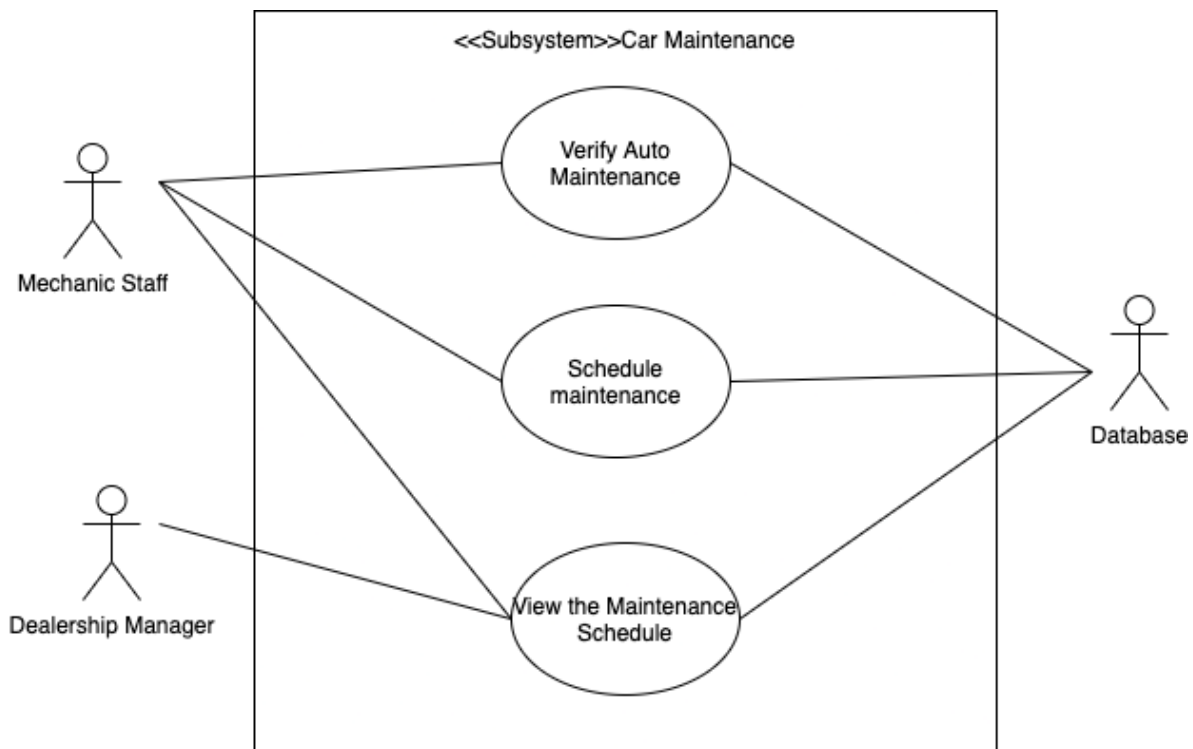 <<Subsystem>>Car Maintenance
Verify Auto
Maintenance
Mechanic Staff
Schedule
maintenance
Database
View the Maintenance
Schedule
Dealership Manager